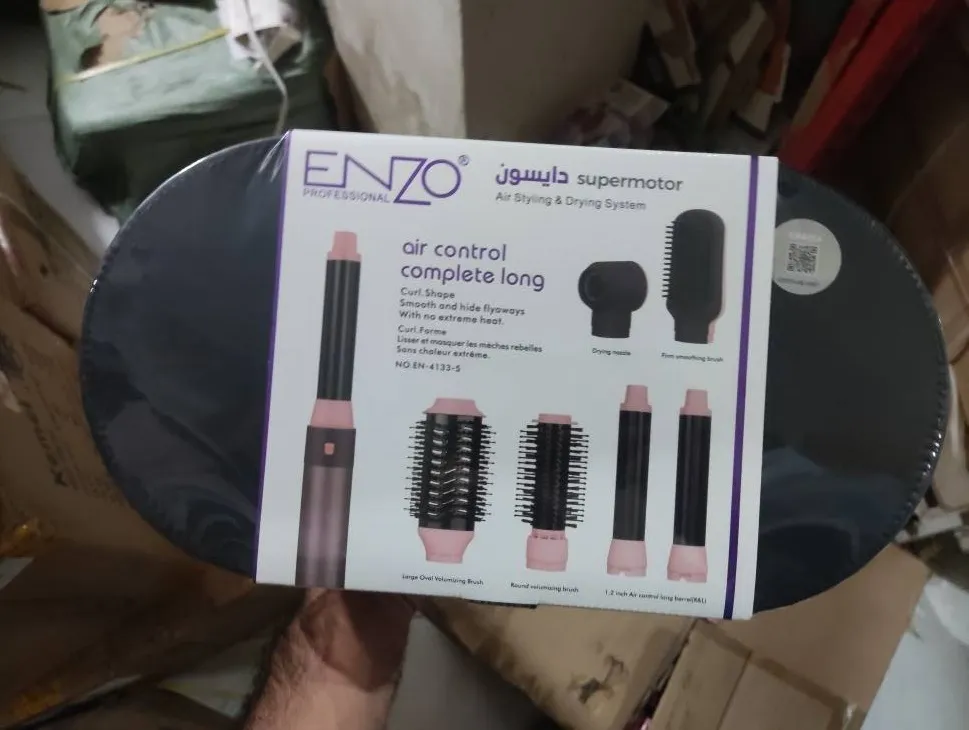 ENZO®
PROFESSIONAL
دايسون supermotor
Air Styling & Drying System
air control
complete long
Curl. Shape
Smooth and hide flyaways
With no extreme heat.
Curl. Forme
Lisser et masquer les mèches rebelles
Sans chaleur extrême.
NO.EN-4133-5
Drying nozzle
Firm smoothing brush
Large Oval Volumizing Brush
Round volumizing brush
1.2 inch Air control long barrel(R&L)